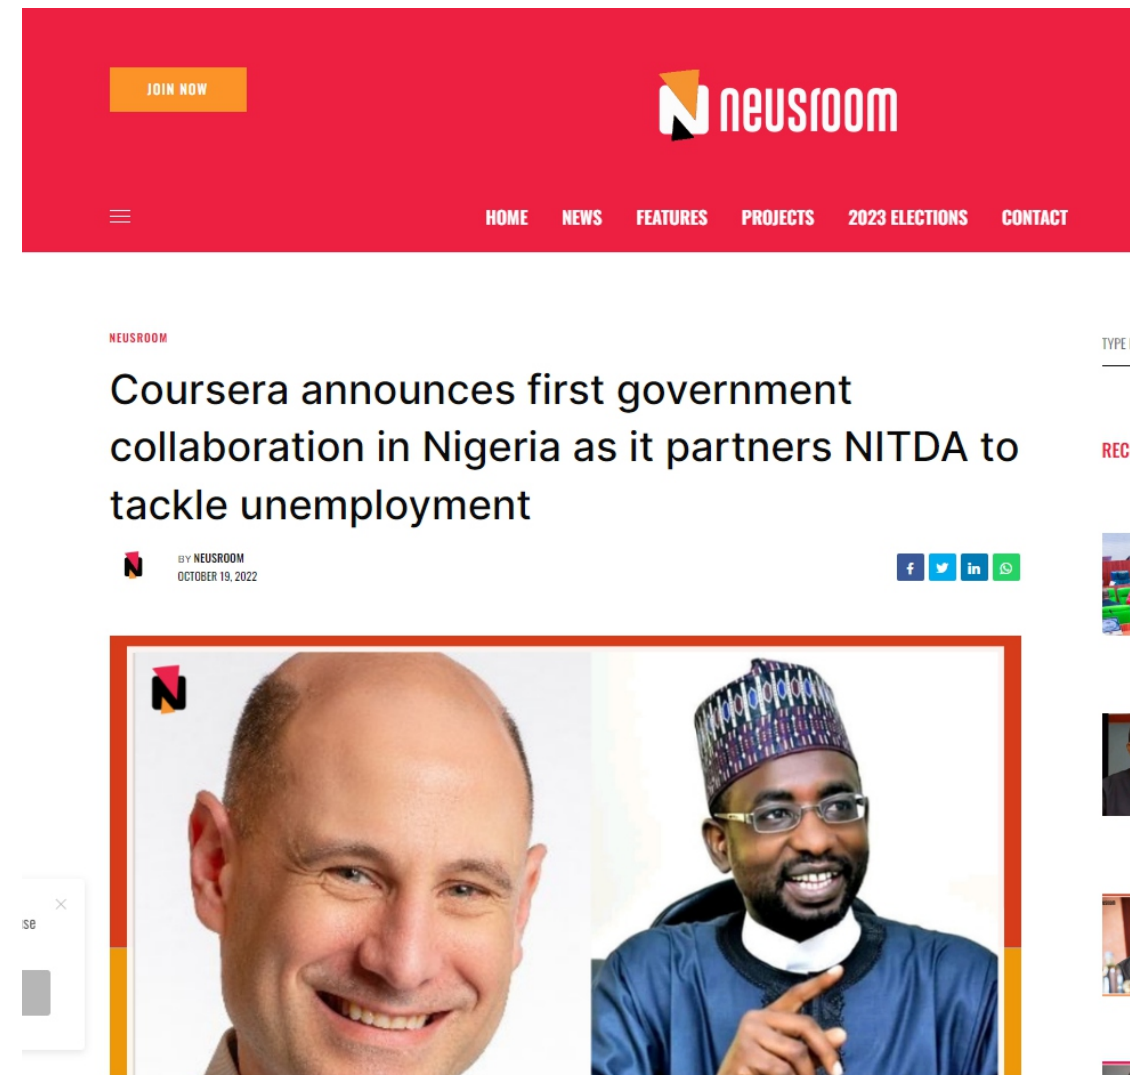 JOIN NOW
neusroom
HOME NEWS FEATURES PROJECTS 2023 ELECTIONS CONTACT
NEUSROOM
Coursera announces first government
collaboration in Nigeria as it partners NITDA to
tackle unemployment
BY NEUSROOM
OCTOBER 19, 2022
TYPE